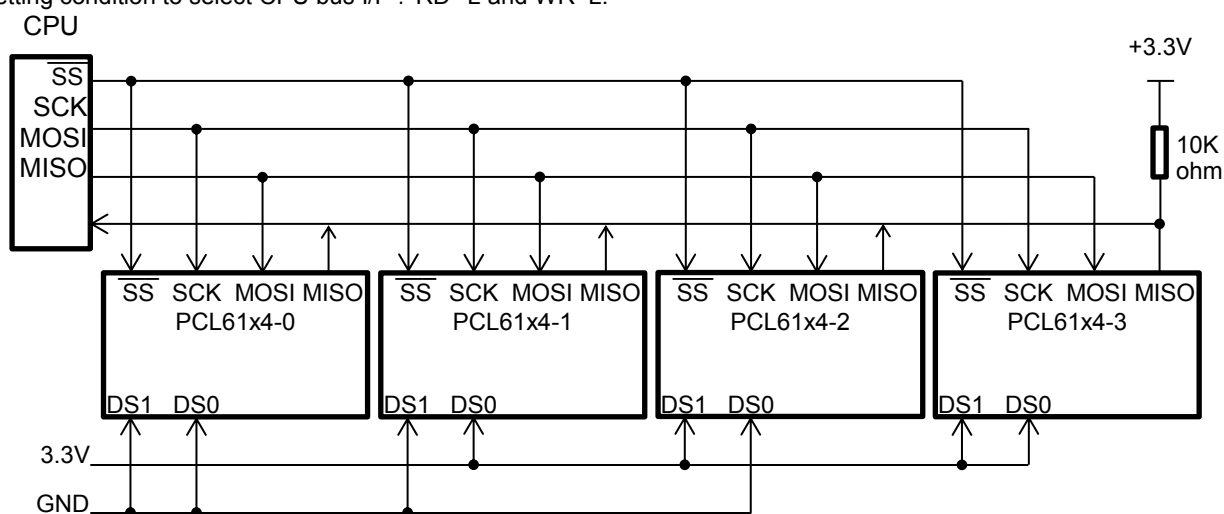 CPU
SS
SCK
MOSI
MISO
+3.3V
10K
ohm
SS SCK MOSI MISO
PCL61x4-0
DS1 DS0
SS SCK MOSI MISO
PCL61x4-1
DS1 DS0
SS SCK MOSI MISO
PCL61x4-2
DS1 DS0
SS SCK MOSI MISO
PCL61x4-3
DS1 DS0
3.3V
GND